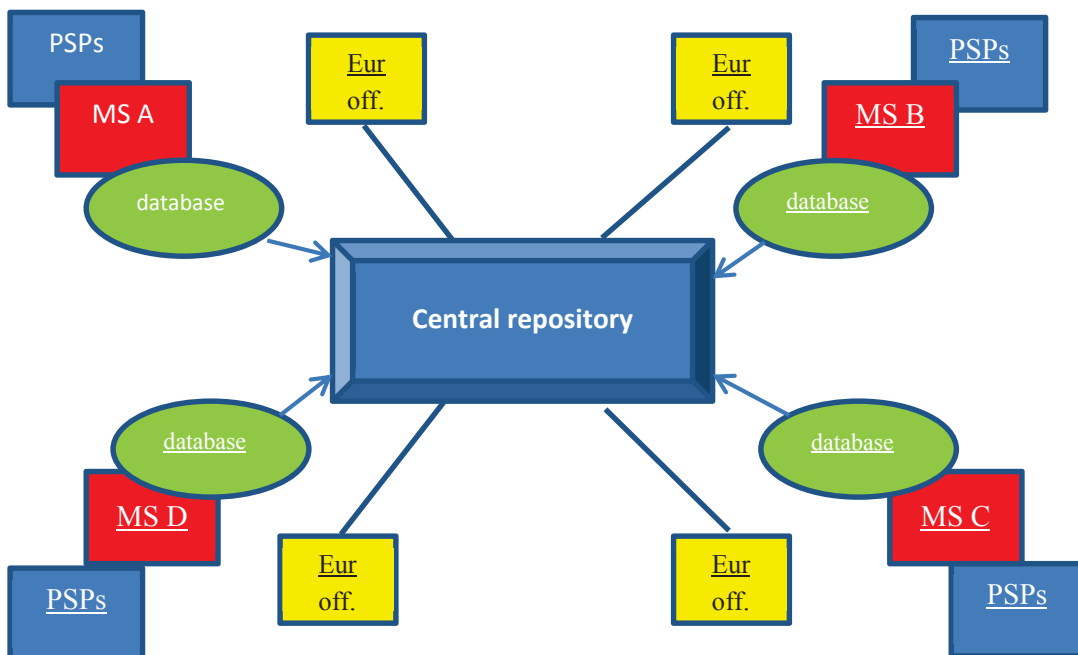 PSPs
MS A
database
Eur
off.
Eur
off.
PSPs
MS B
database
Central repository
database
MS D
PSPs
Eur
off.
Eur
off.
database
MS C
PSPs